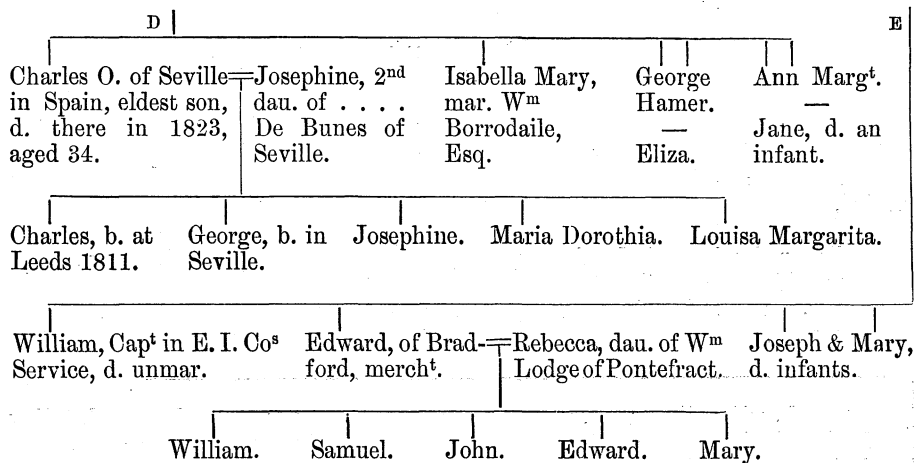 D E
Charles O. of Seville=Josephine, 2nd Isabella Mary, George Ann Margt.
in Spain, eldest son, dau. of . . . . mar. Wm Hamer. —
d. there in 1823, De Bunes of Borrodaile, — Jane, d. an
aged 34. Seville. Esq. Eliza. infant.
Charles, b. at George, b. in Josephine. Maria Dorothia. Louisa Margarita.
Leeds 1811. Seville.
William, Capt in E. I. Cos Edward, of Brad-=Rebecca, dau. of Wm Joseph & Mary,
Service, d. unmar. ford, mercht. Lodge of Pontefract. d. infants.
William. Samuel. John. Edward. Mary.